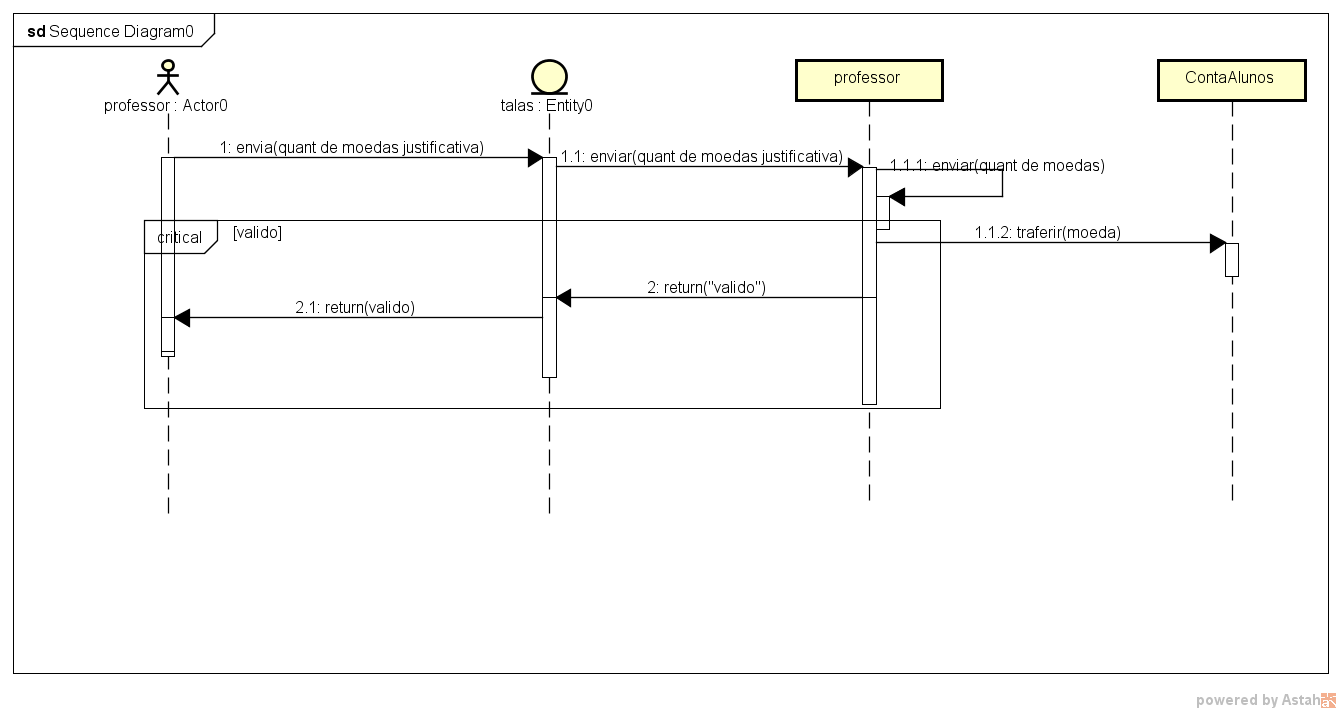 sd Sequence Diagram0
professor : Actor0
talas : Entity0
professor
ContaAlunos
1: envia(quant de moedas justificativa)
1.1: enviar(quant de moedas justificativa)
1.1.1: enviar(quant de moedas)
critical
[valido]
1.1.2: traferir(moeda)
2: return("valido")
2.1: return(valido)
powered by Astah